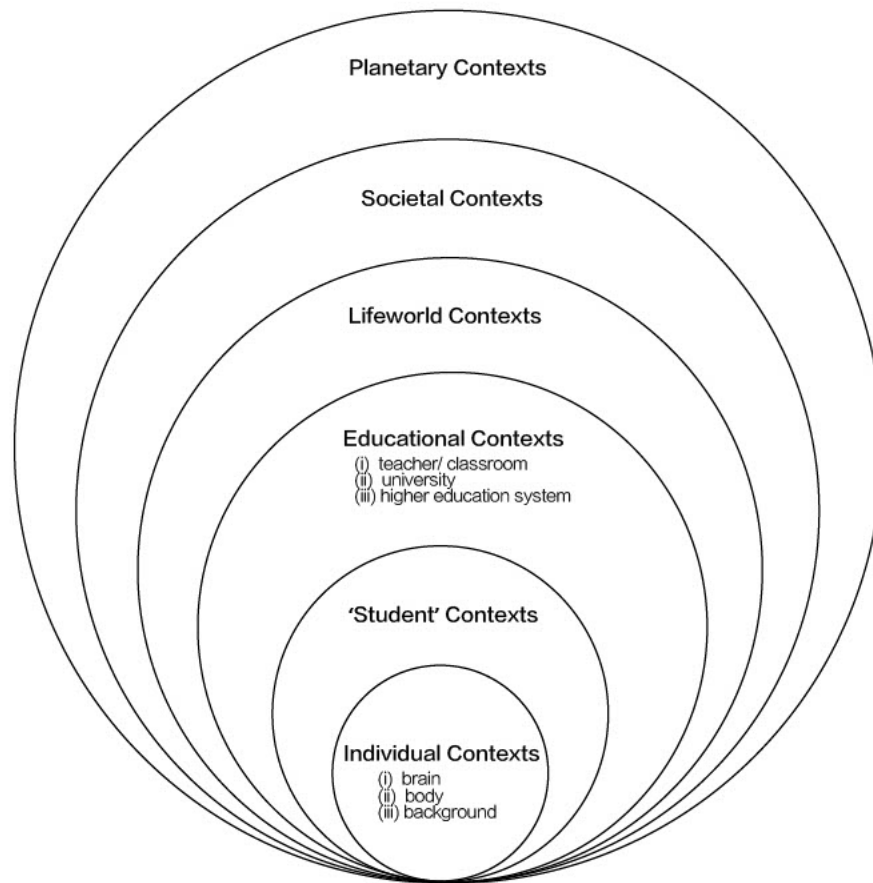 Planetary Contexts
Societal Contexts
Lifeworld Contexts
Educational Contexts
(i) teacher/ classroom
(ii) university
(iii) higher education system
‘Student’ Contexts
Individual Contexts
(i) brain
(ii) body
(iii) background